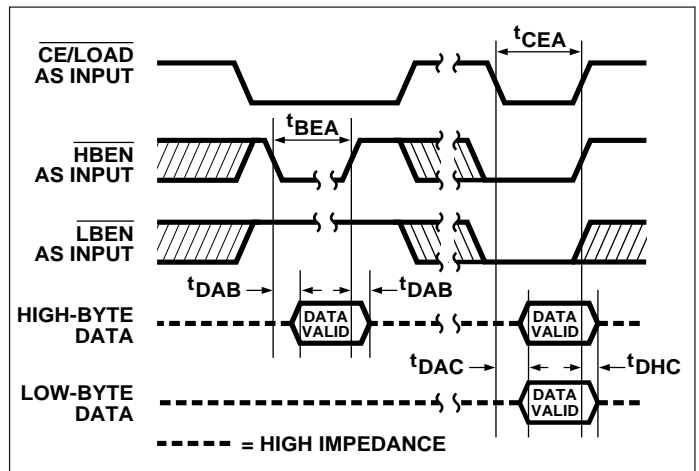 CE/LOAD
AS INPUT
tCEA
tBEA
HBEN
AS INPUT
LBEN
AS INPUT
tDAB
tDAB
HIGH-BYTE
DATA
DATA
VALID
DATA
VALID
tDAC
tDHC
LOW-BYTE
DATA
DATA
VALID
= HIGH IMPEDANCE